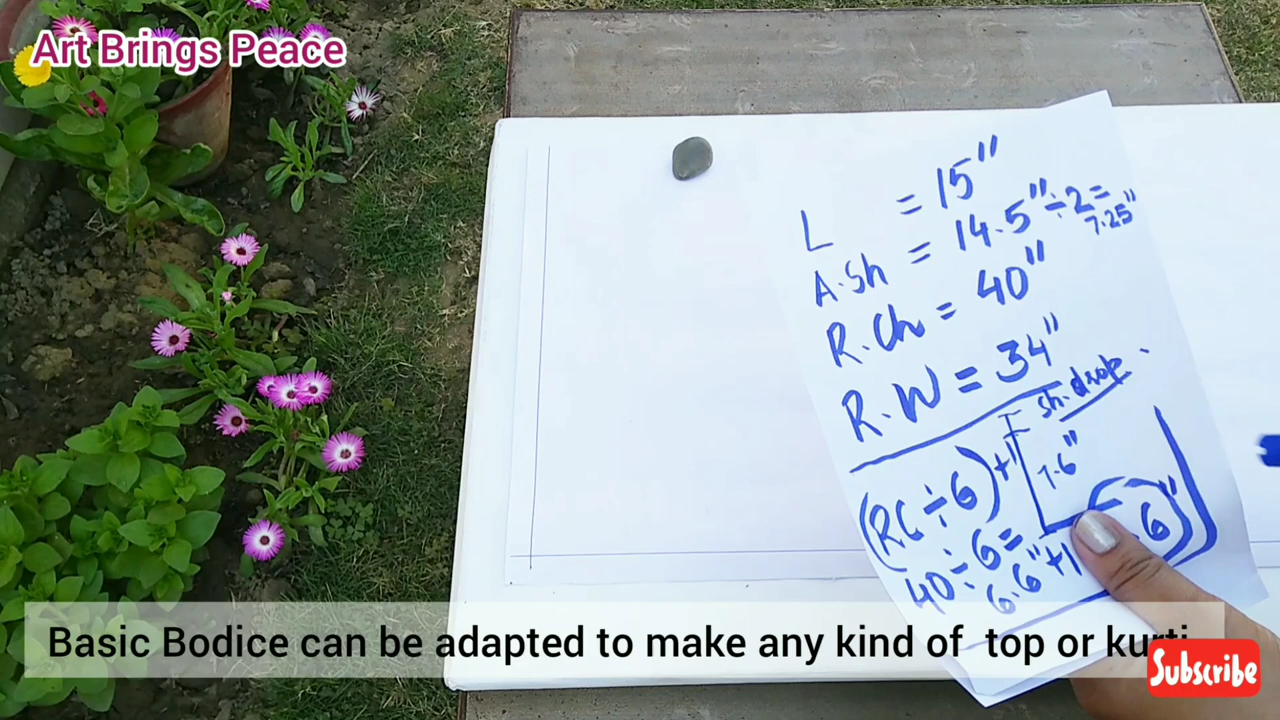 Art Brings Peace
L = 15"
A.Sh = 14.5" ÷ 2 =
7.25"
R.Ch = 40"
R.W = 34"
sh. drop
(RC ÷ 6) + 1
7.6"
40 ÷ 6 =
6.6" + 1
.6"
Basic Bodice can be adapted to make any kind of top or kurti
Subscribe